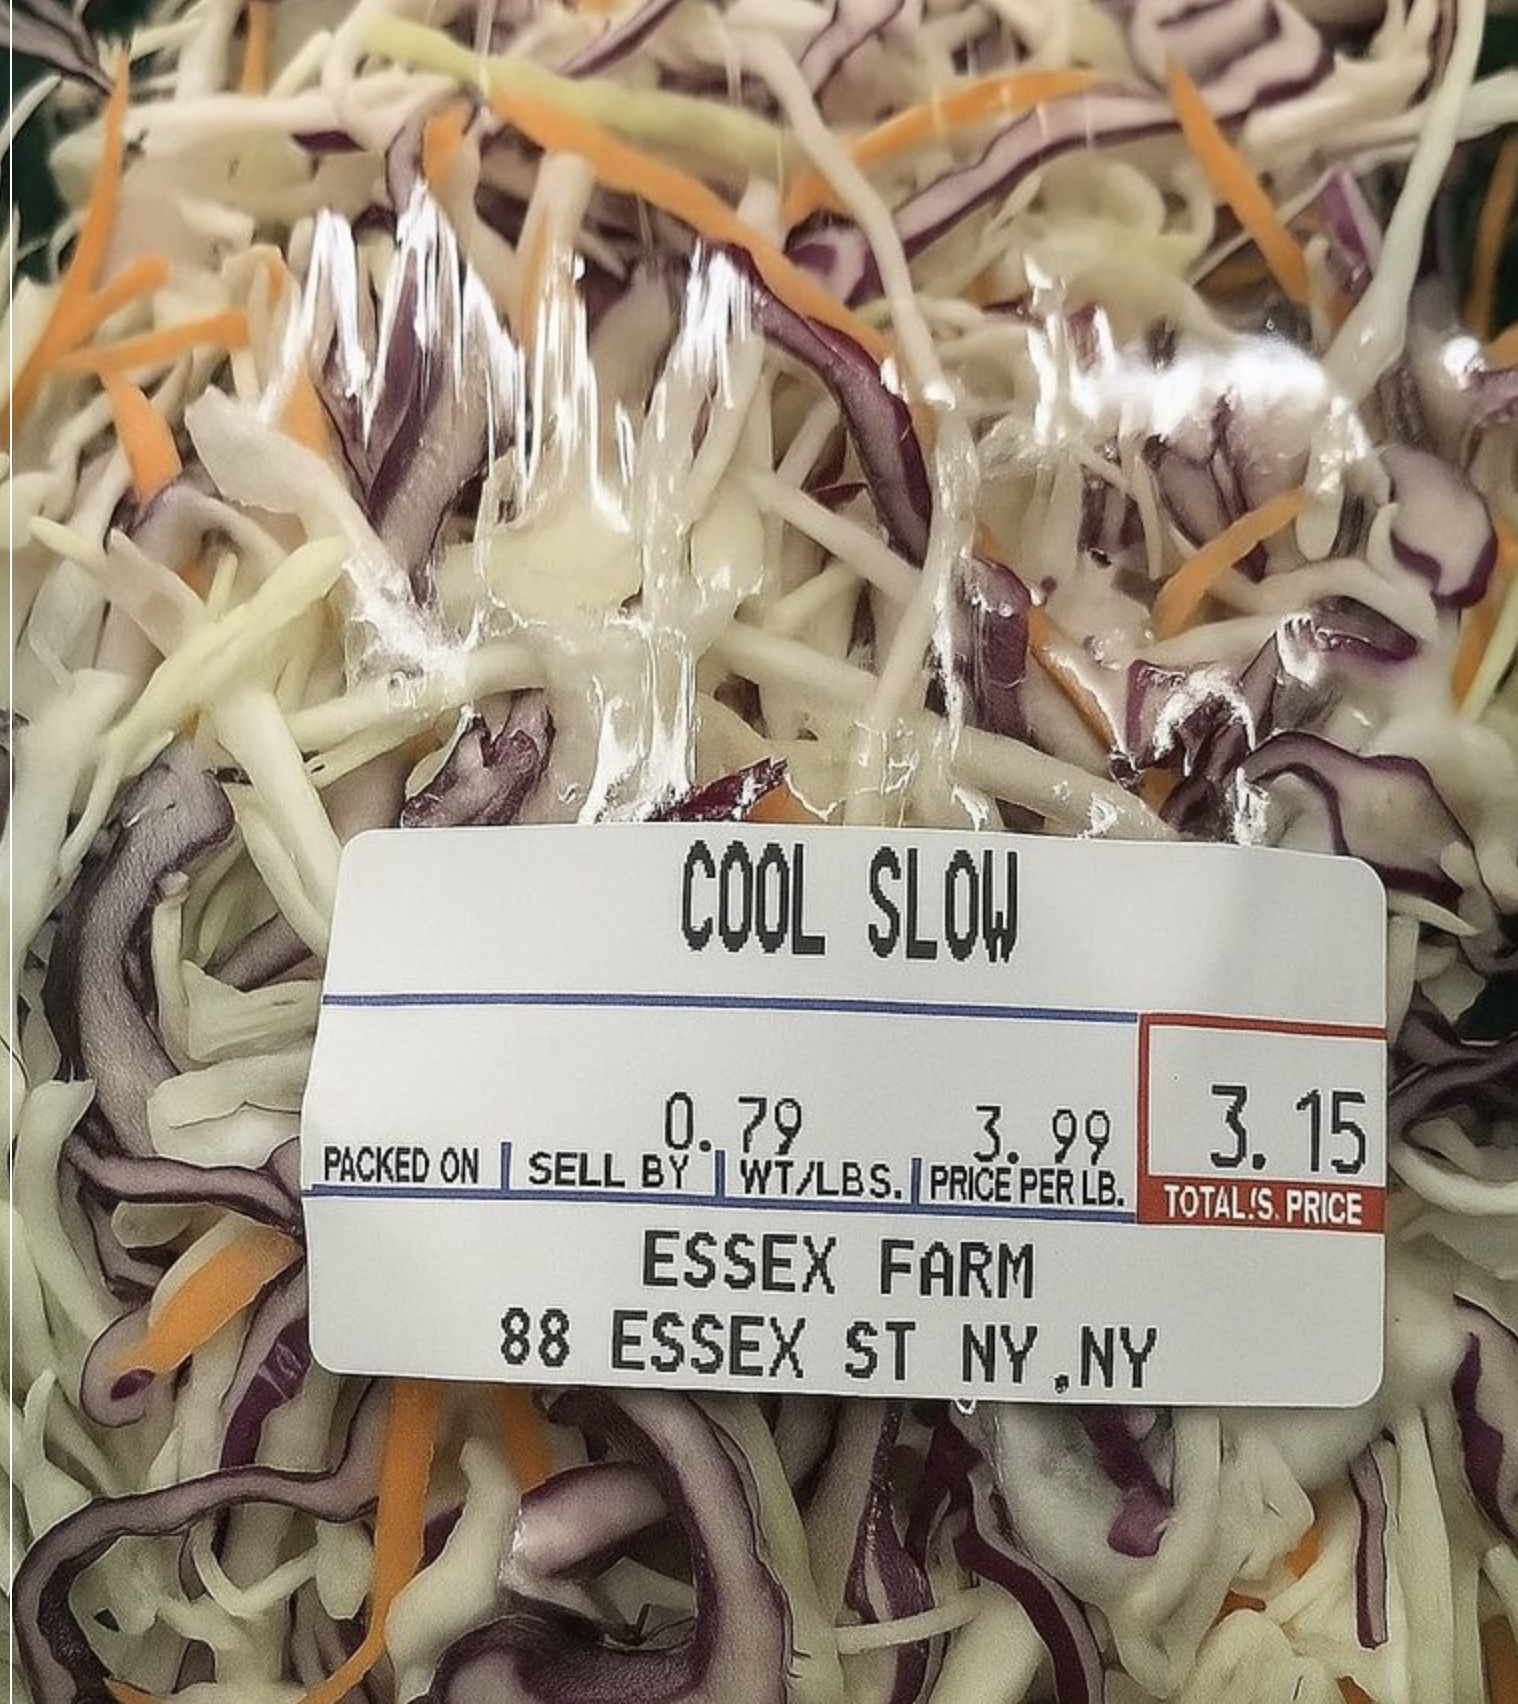 COOL SLOW
0.79 3.99 3.15
PACKED ON SELL BY WT/LBS. PRICE PER LB. TOTAL.'S. PRICE
ESSEX FARM
88 ESSEX ST NY,NY